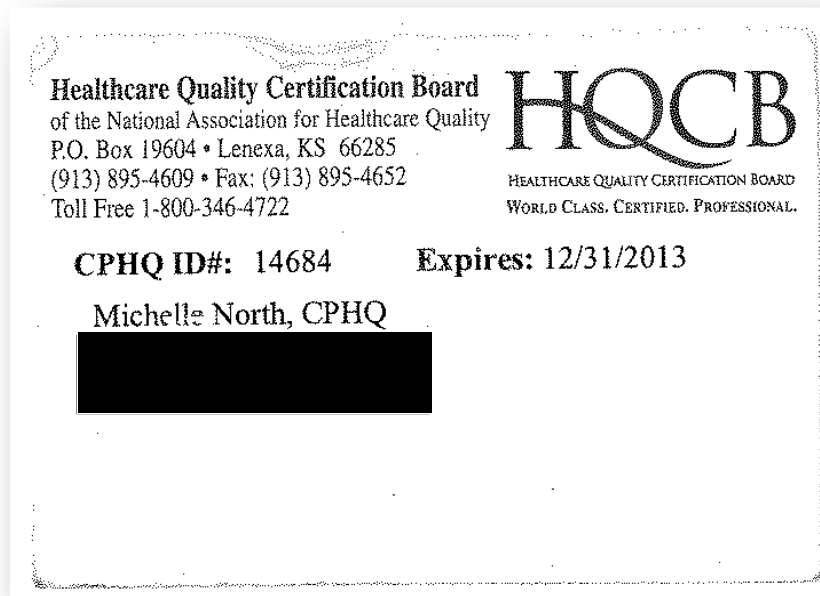 Healthcare Quality Certification Board
of the National Association for Healthcare Quality
P.O. Box 19604 • Lenexa, KS 66285
(913) 895-4609 • Fax: (913) 895-4652
Toll Free 1-800-346-4722
HQCB
HEALTHCARE QUALITY CERTIFICATION BOARD
WORLD CLASS. CERTIFIED. PROFESSIONAL.
CPHQ ID#: 14684 Expires: 12/31/2013
Michelle North, CPHQ